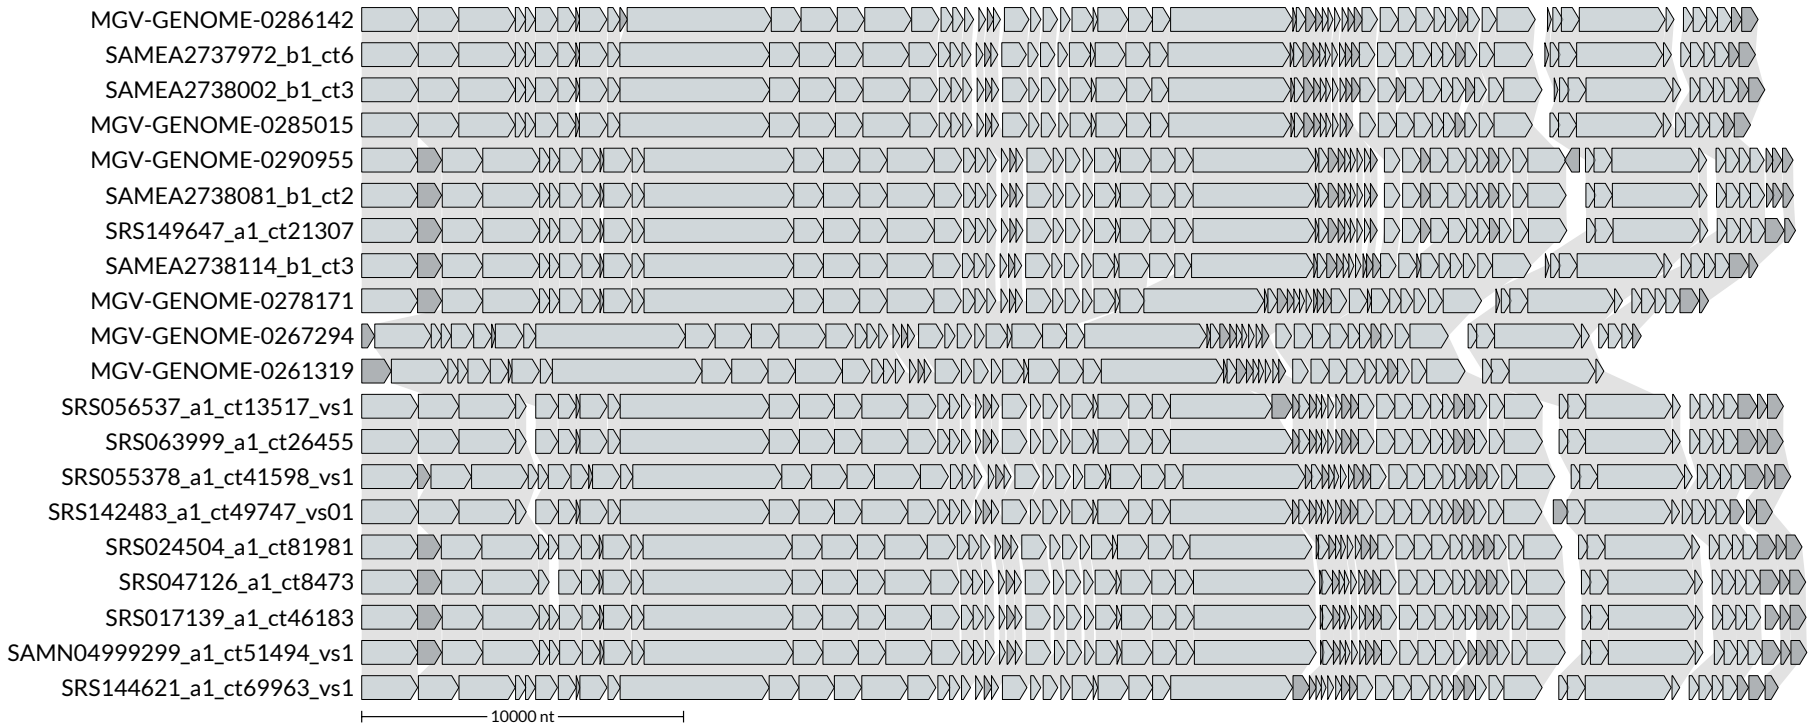 MGV-GENOME-0286142
SAMEA2737972_b1_ct6
SAMEA2738002_b1_ct3
MGV-GENOME-0285015
MGV-GENOME-0290955
SAMEA2738081_b1_ct2
SRS149647_a1_ct21307
SAMEA2738114_b1_ct3
MGV-GENOME-0278171
MGV-GENOME-0267294
MGV-GENOME-0261319
SRS056537_a1_ct13517_vs1
SRS063999_a1_ct26455
SRS055378_a1_ct41598_vs1
SRS142483_a1_ct49747_vs01
SRS024504_a1_ct81981
SRS047126_a1_ct8473
SRS017139_a1_ct46183
SAMN04999299_a1_ct51494_vs1
SRS144621_a1_ct69963_vs1
10000 nt